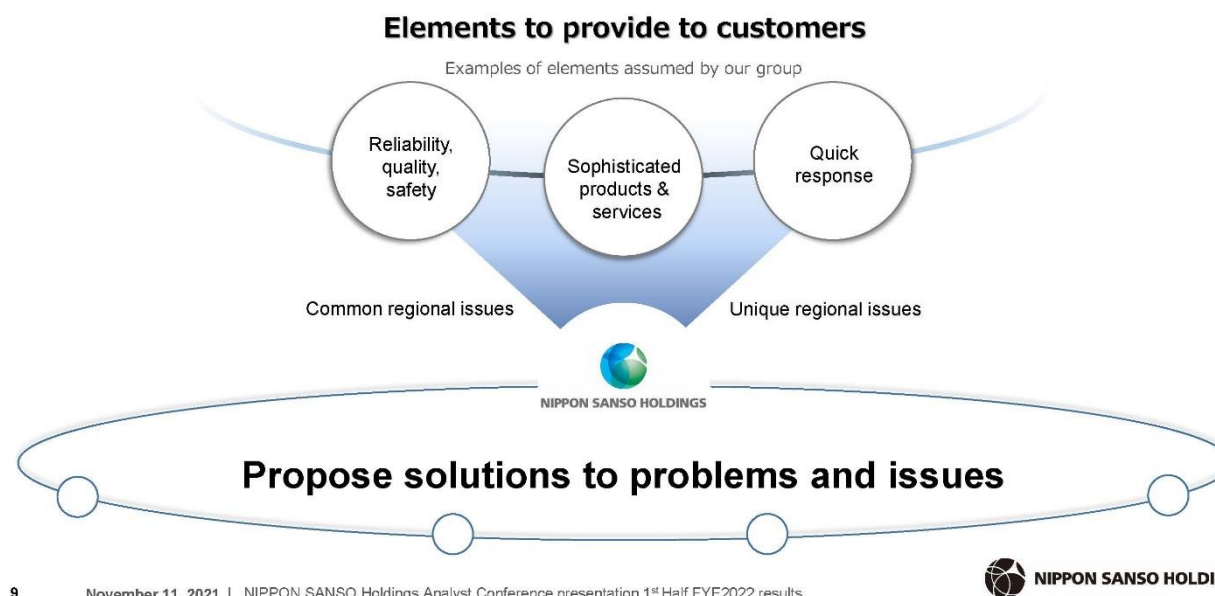 Elements to provide to customers
Examples of elements assumed by our group
Reliability,
quality,
safety
Sophisticated
products &
services
Quick
response
Common regional issues
Unique regional issues
NIPPON SANSO HOLDINGS
Propose solutions to problems and issues
9 November 11, 2021 | NIPPON SANSO Holdings Analyst Conference presentation 1st Half FYE2022 results
NIPPON SANSO HOLDI